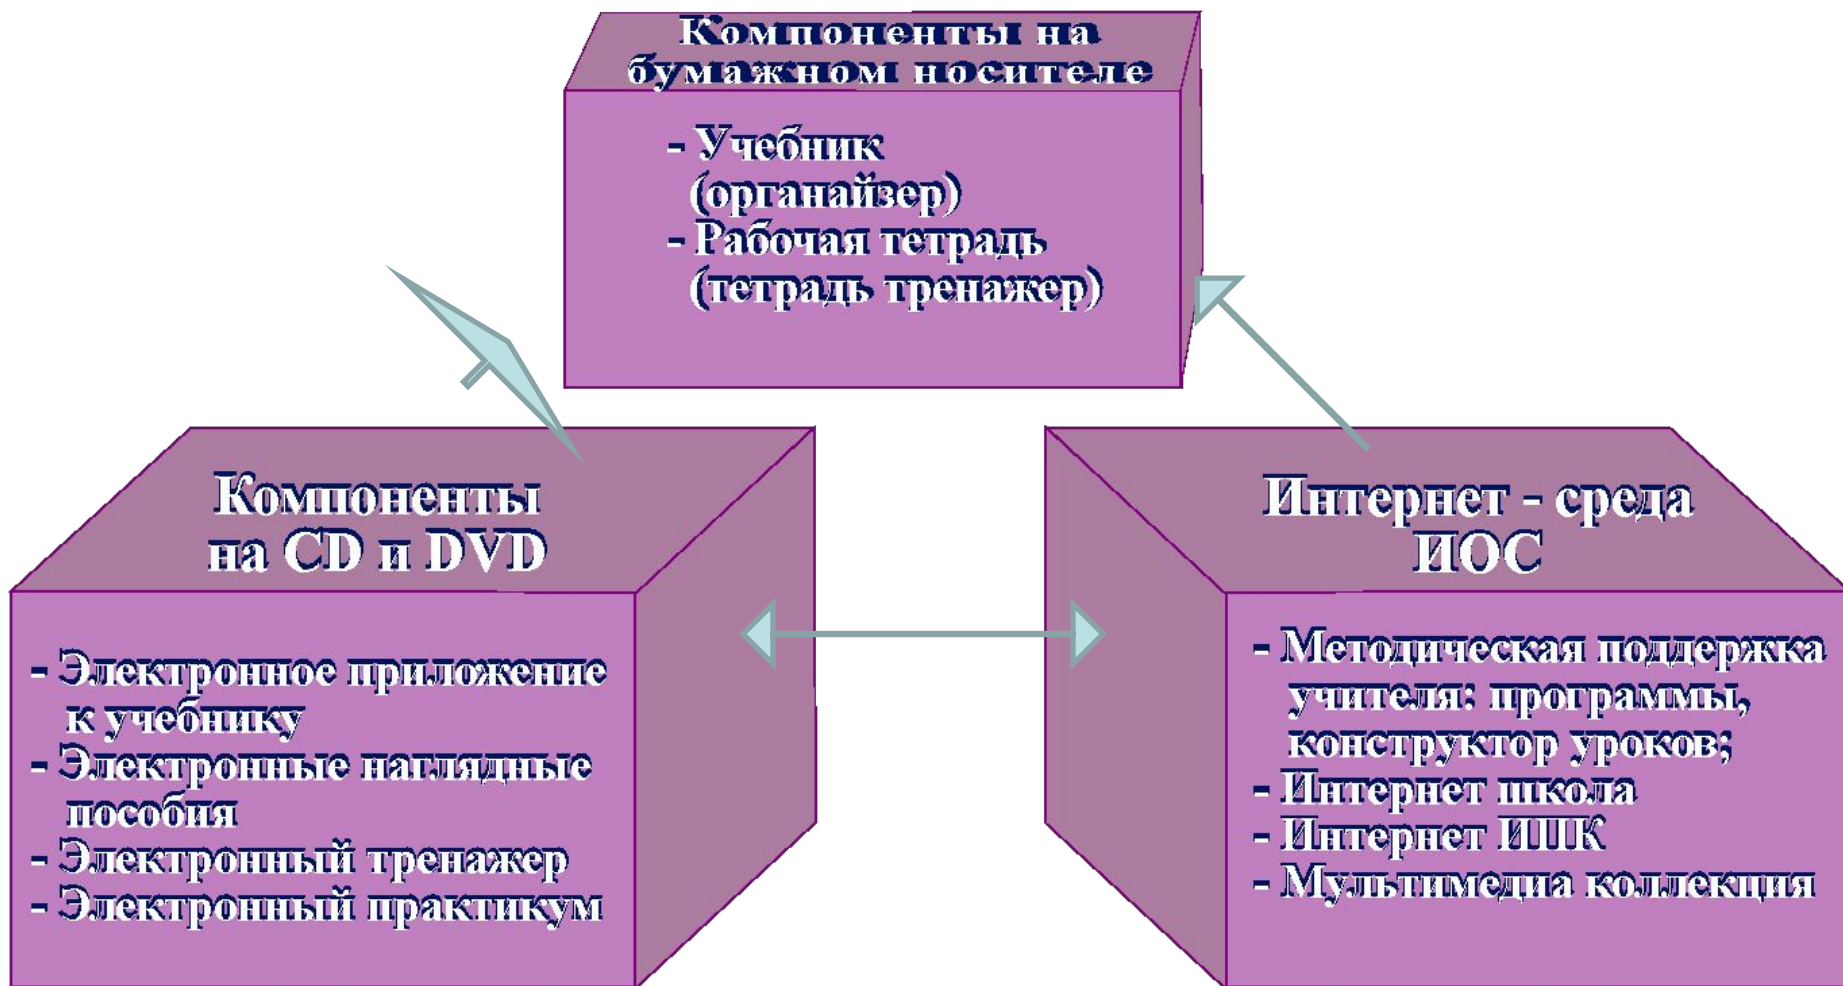 Компоненты на
бумажном носителе
- Учебник
(органайзер)
- Рабочая тетрадь
(тетрадь тренажер)
Компоненты
на CD и DVD
- Электронное приложение
к учебнику
- Электронные наглядные
пособия
- Электронный тренажер
- Электронный практикум
Интернет - среда
ИОС
- Методическая поддержка
учителя: программы,
конструктор уроков;
- Интернет школа
- Интернет ИПК
- Мультимедиа коллекция